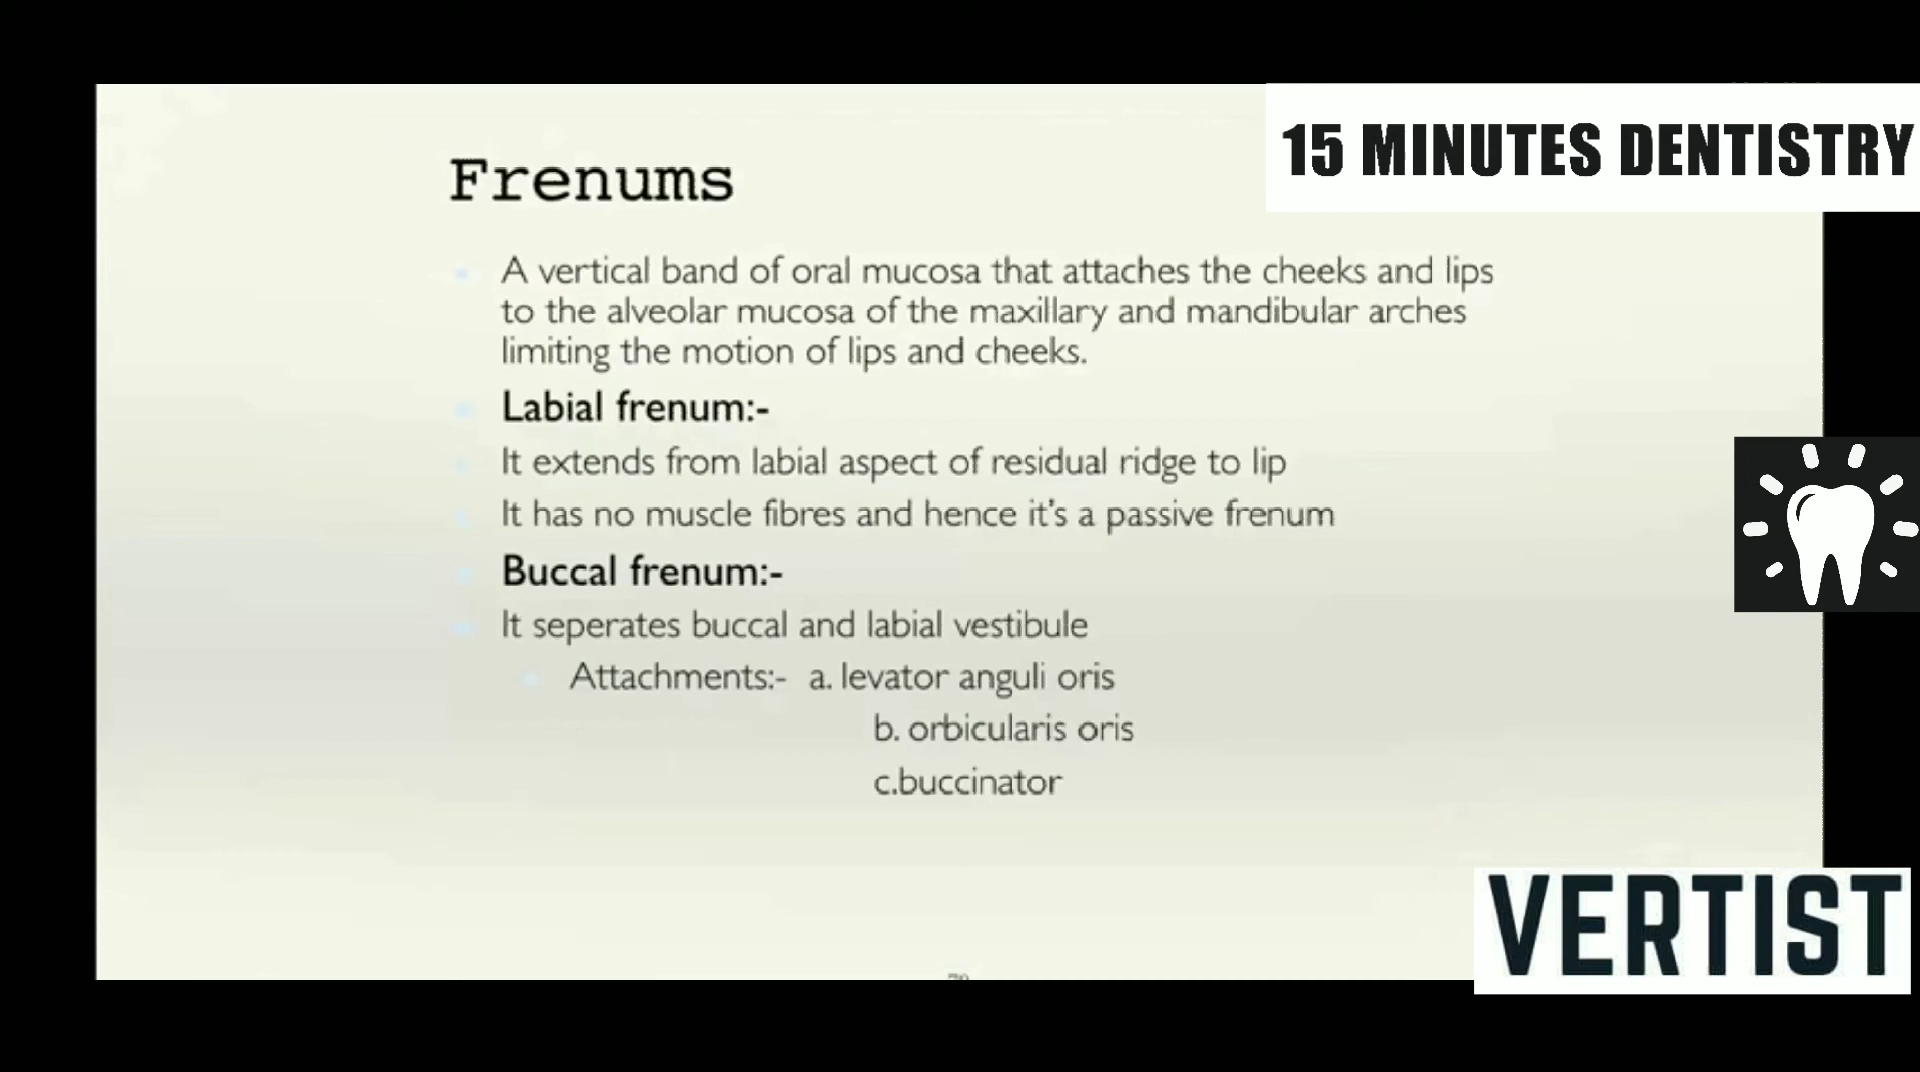 15 MINUTES DENTISTRY
Frenums
A vertical band of oral mucosa that attaches the cheeks and lips
to the alveolar mucosa of the maxillary and mandibular arches
limiting the motion of lips and cheeks.
Labial frenum:-
It extends from labial aspect of residual ridge to lip
It has no muscle fibres and hence it's a passive frenum
Buccal frenum:-
It seperates buccal and labial vestibule
Attachments:- a. levator anguli oris
b. orbicularis oris
c.buccinator
VERTIST